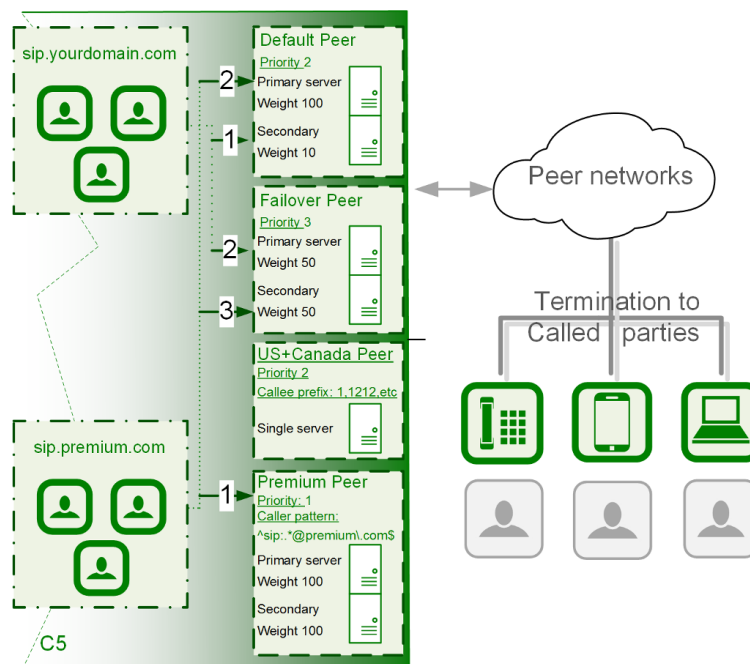 sip.yourdomain.com
Default Peer
Priority 2
Primary server
Weight 100
Secondary
Weight 10
2
1
Failover Peer
Priority 3
Primary server
Weight 50
Secondary
Weight 50
2
3
US+Canada Peer
Priority 2
Callee prefix: 1,1212,etc
Single server
sip.premium.com
1
Premium Peer
Priority: 1
Caller pattern:
^sip:.*@premium\.com$
Primary server
Weight 100
Secondary
Weight 100
C5
Peer networks
Termination to
Called parties